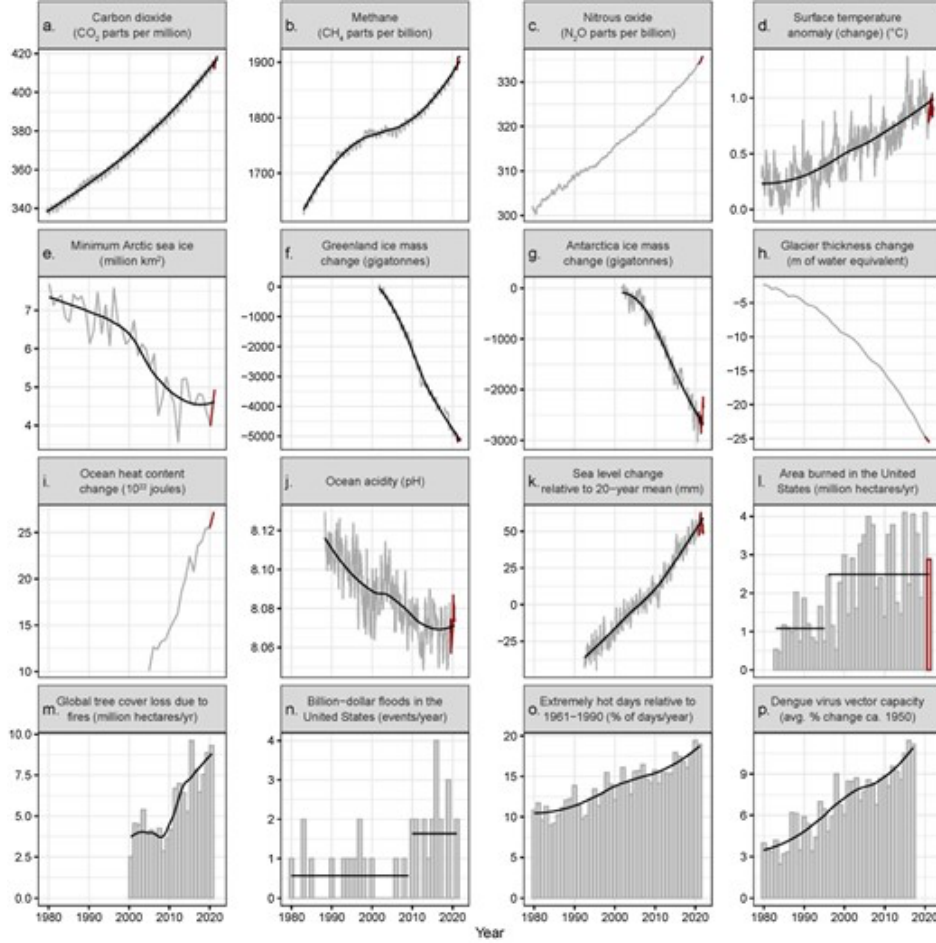 a. Carbon dioxide
(CO₂ parts per million)
b. Methane
(CH₄ parts per billion)
c. Nitrous oxide
(N₂O parts per billion)
d. Surface temperature
anomaly (change) (°C)
420
400
380
360
340
1900
1800
1700
330
320
310
300
1.0
0.5
0.0
e. Minimum Arctic sea ice
(million km²)
f. Greenland ice mass
change (gigatonnes)
g. Antarctica ice mass
change (gigatonnes)
h. Glacier thickness change
(m of water equivalent)
7
6
5
4
0
−1000
−2000
−3000
−4000
−5000
0
−1000
−2000
−3000
−5
−10
−15
−20
−25
i. Ocean heat content
change (10²² joules)
j. Ocean acidity (pH)
k. Sea level change
relative to 20−year mean (mm)
l. Area burned in the United
States (million hectares/yr)
25
20
15
10
8.12
8.10
8.08
8.06
50
25
0
−25
4
3
2
1
0
m. Global tree cover loss due to
fires (million hectares/yr)
n. Billion−dollar floods in the
United States (events/year)
o. Extremely hot days relative to
1961−1990 (% of days/year)
p. Dengue virus vector capacity
(avg. % change ca. 1950)
10.0
7.5
5.0
2.5
0.0
4
3
2
1
0
20
15
10
5
0
9
6
3
0
1980 1990 2000 2010 2020
1980 1990 2000 2010 2020
1980 1990 2000 2010 2020
1980 1990 2000 2010 2020
Year